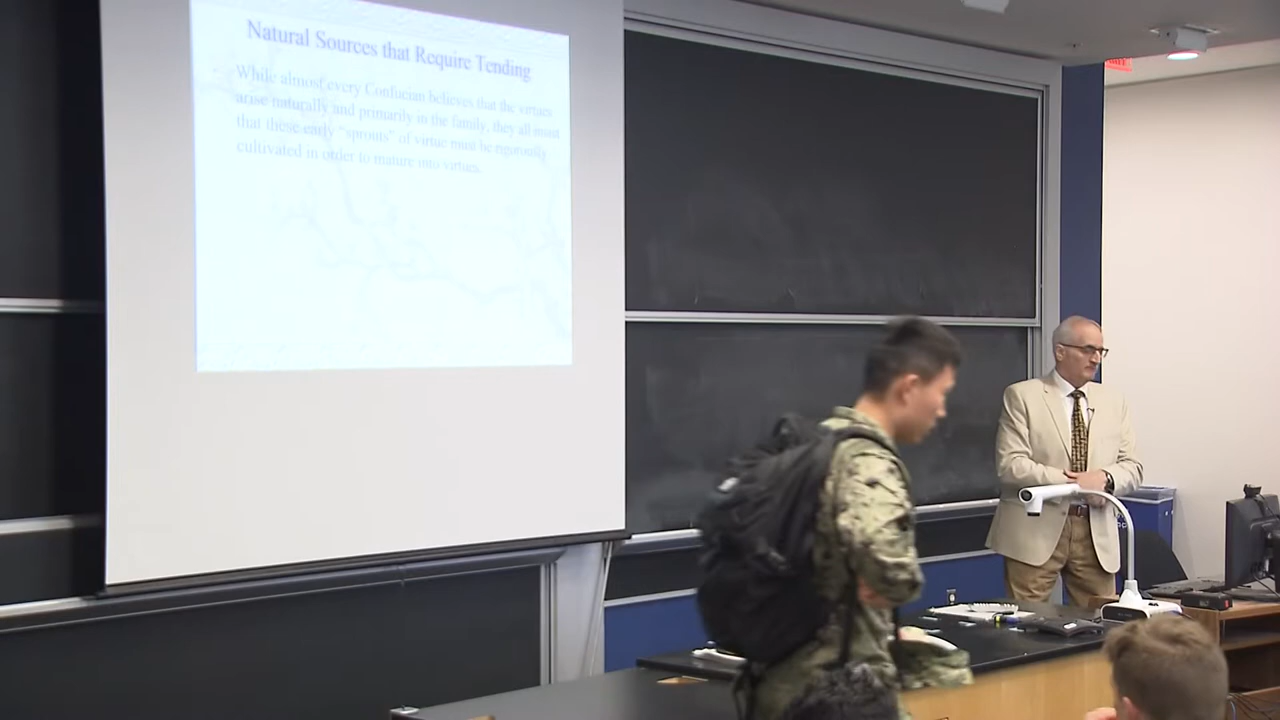 Natural Sources that Require Tending
While almost every Confucian believes that the virtues
arise naturally and primarily in the family, they all insist
that these early "sprouts" of virtue must be rigorously
cultivated in order to mature into virtues.